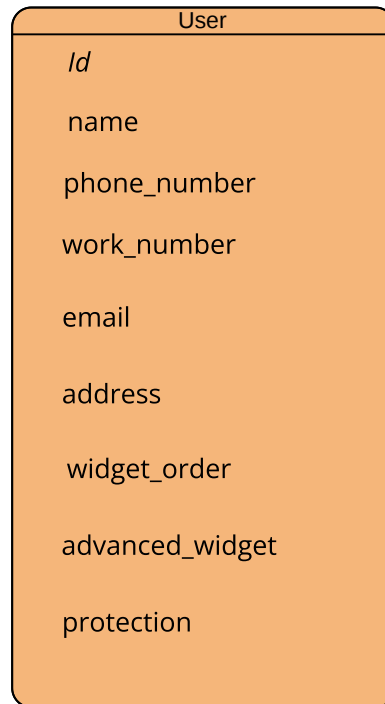 User
Id
name
phone_number
work_number
email
address
widget_order
advanced_widget
protection